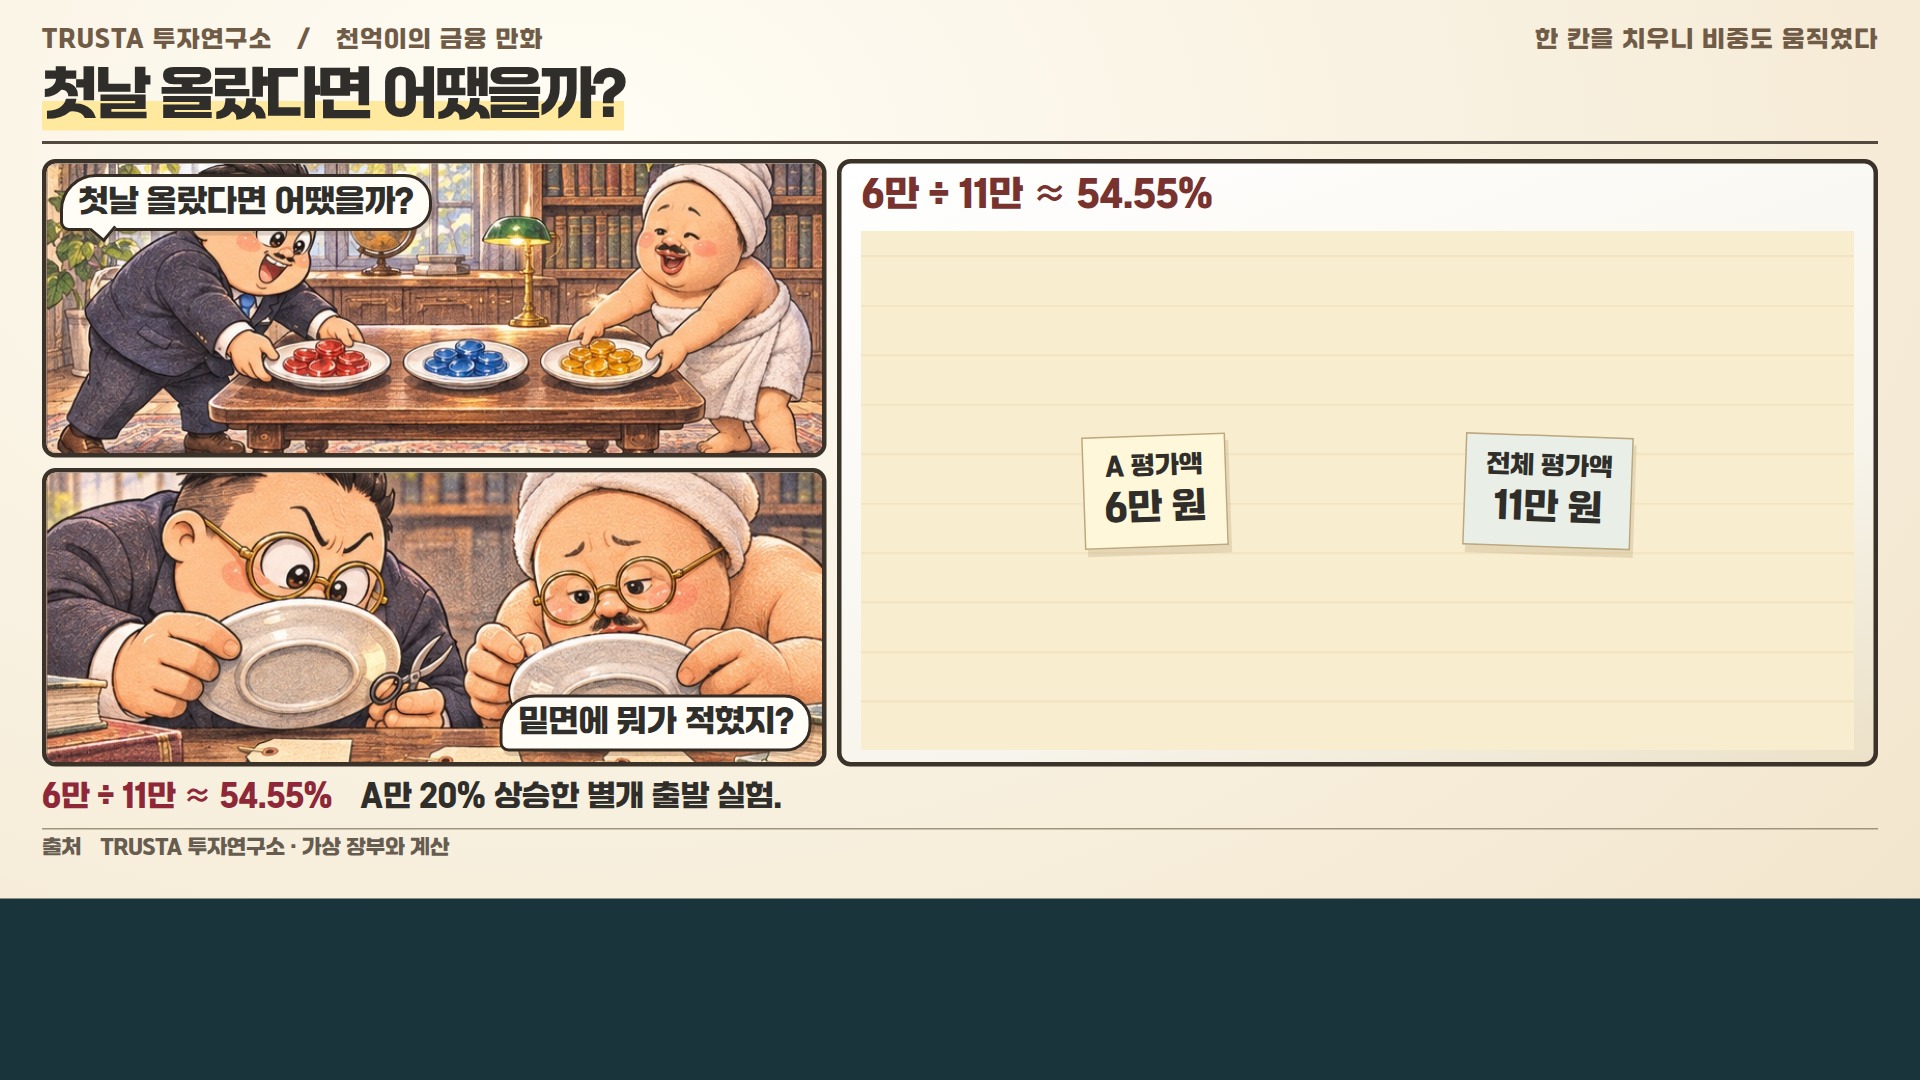 TRUSTA 투자연구소 / 천억이의 금융 만화
한 칸을 치우니 비중도 움직였다
첫날 올랐다면 어땠을까?
첫날 올랐다면 어땠을까?
밑면에 뭐가 적혔지?
6만 ÷ 11만 ≈ 54.55%
A 평가액
6만 원
전체 평가액
11만 원
6만 ÷ 11만 ≈ 54.55% A만 20% 상승한 별개 출발 실험.
출처 TRUSTA 투자연구소 · 가상 장부와 계산